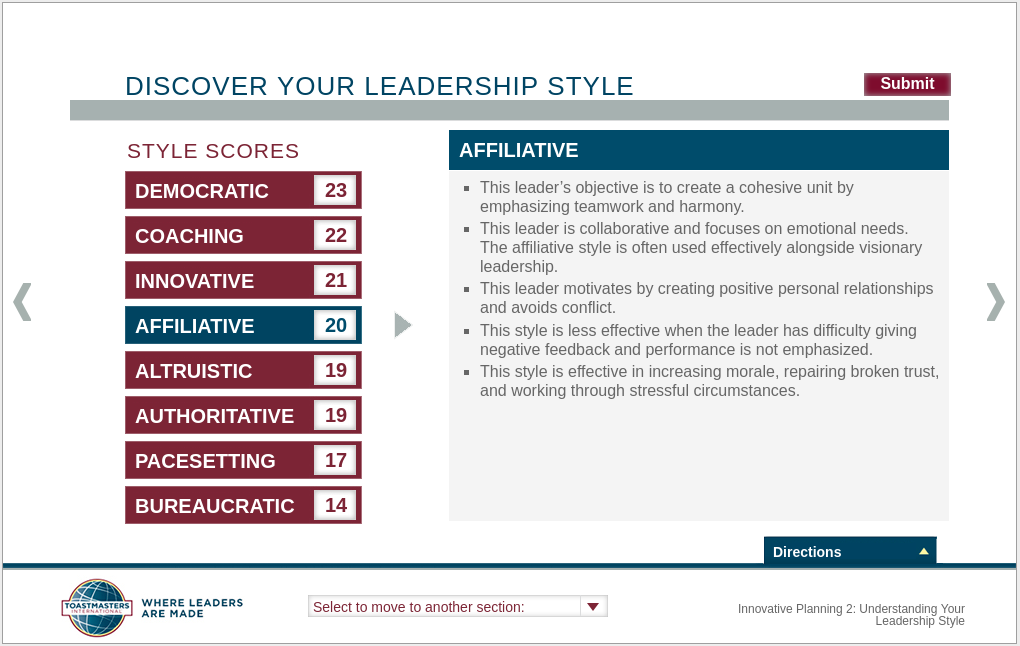 DISCOVER YOUR LEADERSHIP STYLE
Submit
STYLE SCORES
DEMOCRATIC 23
COACHING 22
INNOVATIVE 21
AFFILIATIVE 20
ALTRUISTIC 19
AUTHORITATIVE 19
PACESETTING 17
BUREAUCRATIC 14
AFFILIATIVE
This leader’s objective is to create a cohesive unit by
emphasizing teamwork and harmony.
This leader is collaborative and focuses on emotional needs.
The affiliative style is often used effectively alongside visionary
leadership.
This leader motivates by creating positive personal relationships
and avoids conflict.
This style is less effective when the leader has difficulty giving
negative feedback and performance is not emphasized.
This style is effective in increasing morale, repairing broken trust,
and working through stressful circumstances.
Directions
TOASTMASTERS
INTERNATIONAL
WHERE LEADERS
ARE MADE
Select to move to another section:
Innovative Planning 2: Understanding Your
Leadership Style